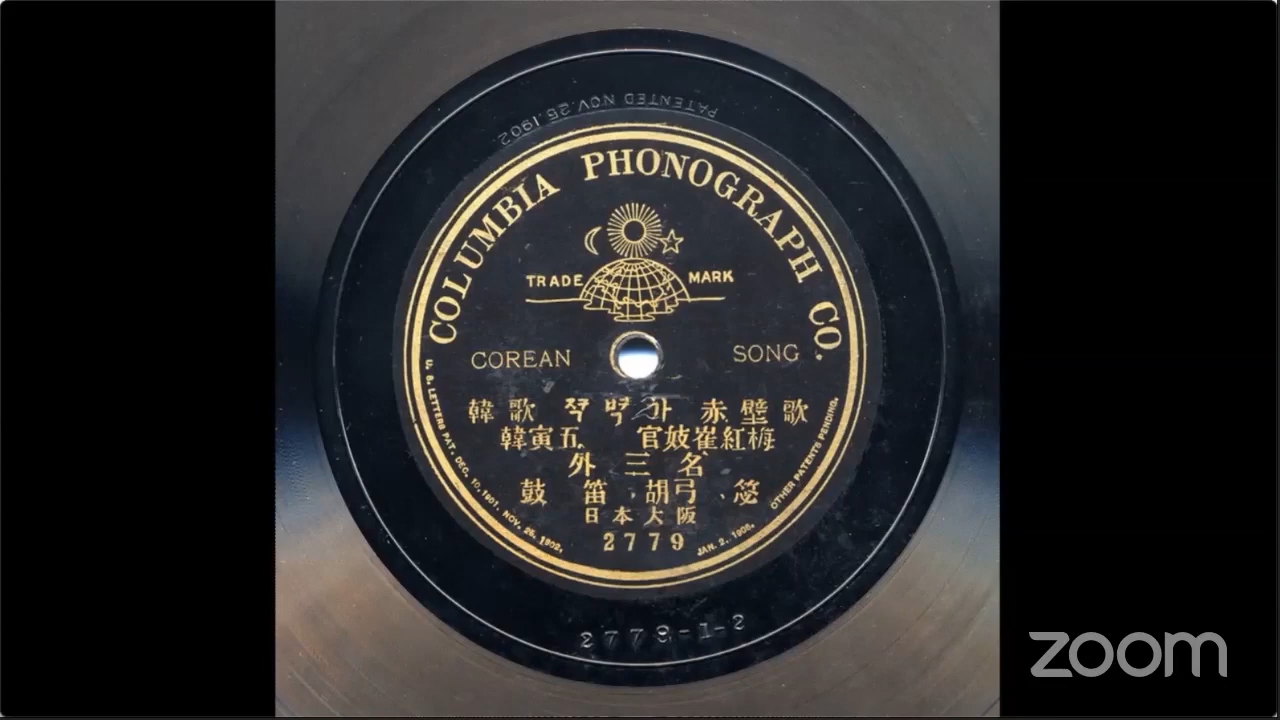 PATENTED NOV. 25, 1902.
COLUMBIA PHONOGRAPH CO.
TRADE MARK
COREAN SONG
韓歌 젹벽가 赤壁歌
韓寅五 官妓崔紅梅
外三名
鼓 笛、胡弓、
日本大阪
2779
U. S. LETTERS PAT. DEC. 10, 1901. NOV. 25, 1902. JAN. 2, 1906. OTHER PATENTS PENDING.
2779-1-2
zoom